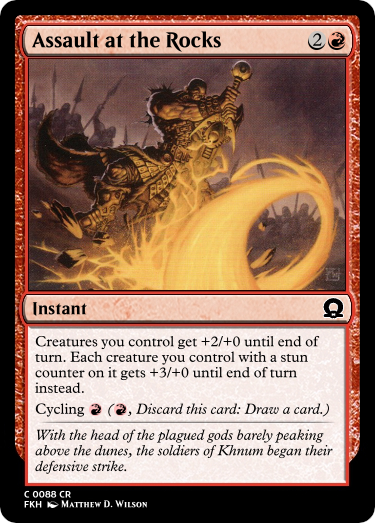 Assault at the Rocks 2
Instant
Creatures you control get +2/+0 until end of
turn. Each creature you control with a stun
counter on it gets +3/+0 until end of turn
instead.
Cycling (, Discard this card: Draw a card.)
With the head of the plagued gods barely peaking
above the dunes, the soldiers of Khnum began their
defensive strike.
C 0088 CR
FKH Matthew D. Wilson